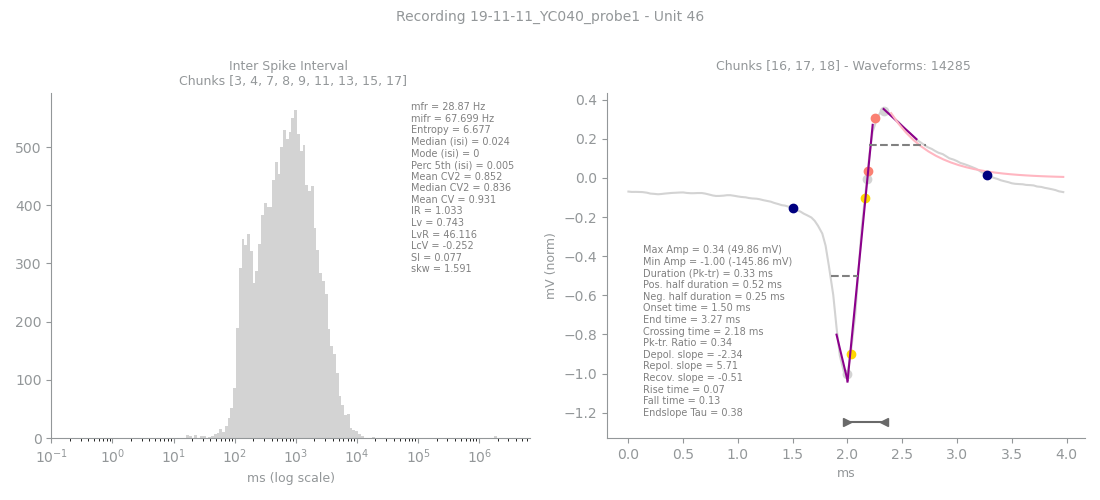 Recording 19-11-11_YC040_probe1 - Unit 46
Inter Spike Interval
Chunks [3, 4, 7, 8, 9, 11, 13, 15, 17]
mfr = 28.87 Hz
mifr = 67.699 Hz
Entropy = 6.677
Median (isi) = 0.024
Mode (isi) = 0
Perc 5th (isi) = 0.005
Mean CV2 = 0.852
Median CV2 = 0.836
Mean CV = 0.931
IR = 1.033
Lv = 0.743
LvR = 46.116
LcV = -0.252
SI = 0.077
skw = 1.591
500
400
300
200
100
0
10⁻¹ 10⁰ 10¹ 10² 10³ 10⁴ 10⁵ 10⁶
ms (log scale)
Chunks [16, 17, 18] - Waveforms: 14285
mV (norm)
0.4
0.2
0.0
−0.2
−0.4
−0.6
−0.8
−1.0
−1.2
Max Amp = 0.34 (49.86 mV)
Min Amp = -1.00 (-145.86 mV)
Duration (Pk-tr) = 0.33 ms
Pos. half duration = 0.52 ms
Neg. half duration = 0.25 ms
Onset time = 1.50 ms
End time = 3.27 ms
Crossing time = 2.18 ms
Pk-tr. Ratio = 0.34
Depol. slope = -2.34
Repol. slope = 5.71
Recov. slope = -0.51
Rise time = 0.07
Fall time = 0.13
Endslope Tau = 0.38
0.0 0.5 1.0 1.5 2.0 2.5 3.0 3.5 4.0
ms